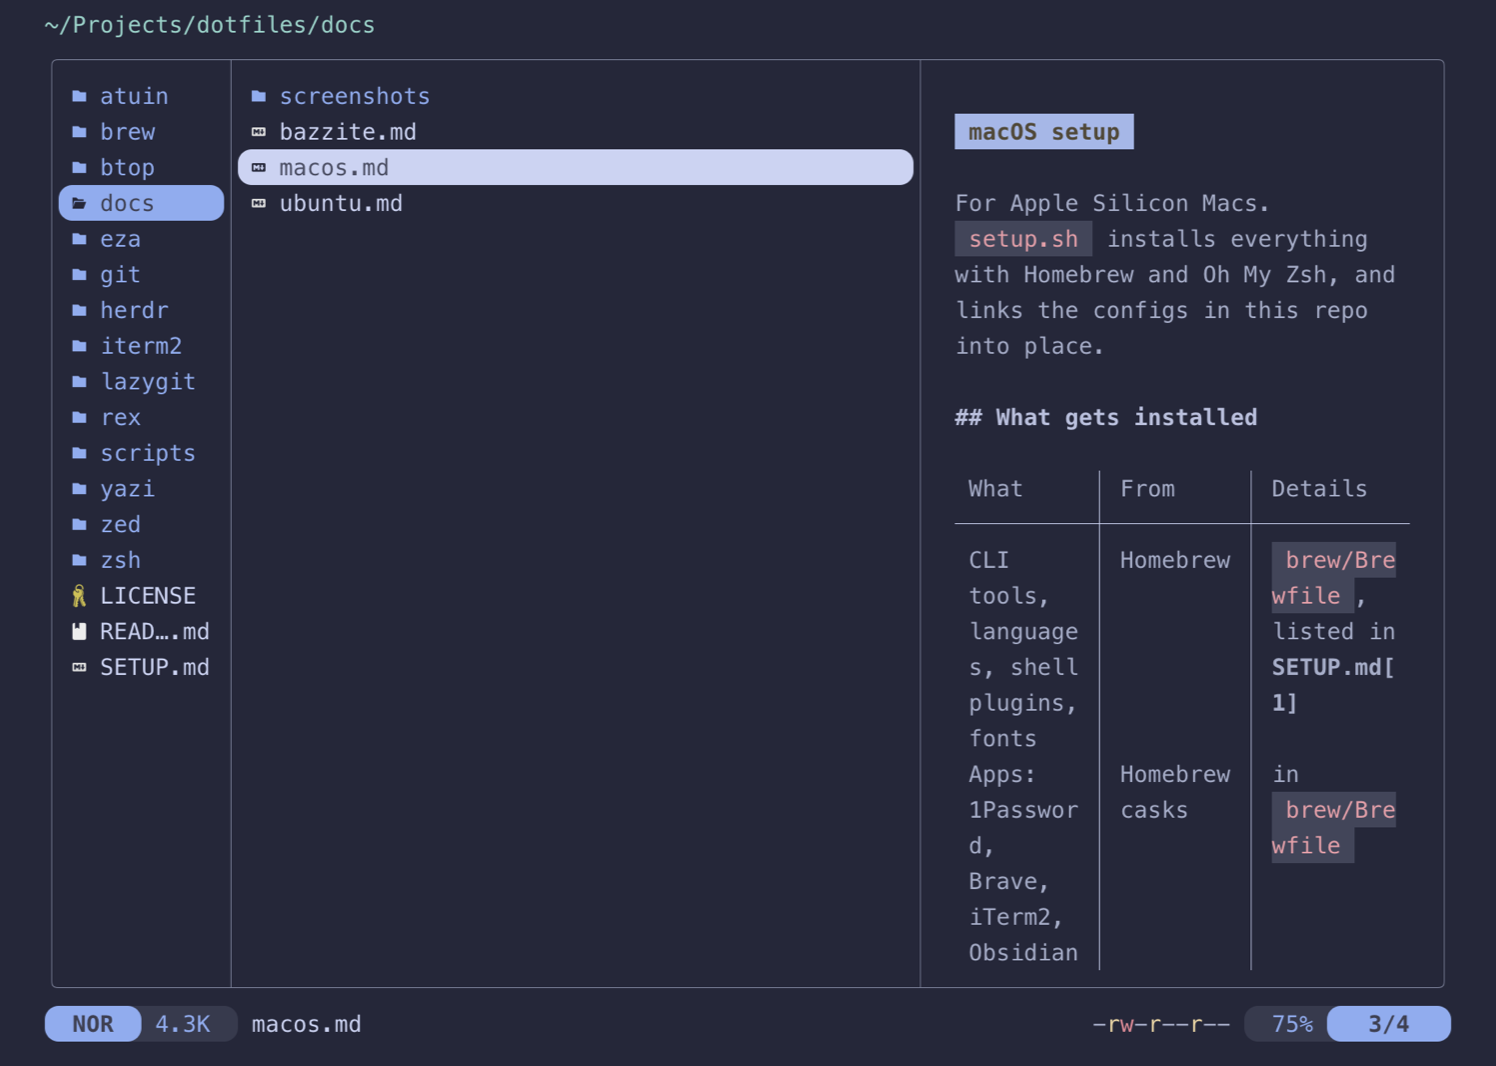 ~/Projects/dotfiles/docs
atuin
brew
btop
docs
eza
git
herdr
iterm2
lazygit
rex
scripts
yazi
zed
zsh
LICENSE
READ….md
SETUP.md
screenshots
bazzite.md
macos.md
ubuntu.md
macOS setup
For Apple Silicon Macs.
setup.sh installs everything
with Homebrew and Oh My Zsh, and
links the configs in this repo
into place.
## What gets installed
What From Details
CLI Homebrew brew/Bre
tools, wfile ,
language listed in
s, shell SETUP.md[
plugins, 1]
fonts
Apps: Homebrew in
1Passwor casks brew/Bre
d, wfile
Brave,
iTerm2,
Obsidian
NOR 4.3K macos.md -rw-r--r-- 75% 3/4